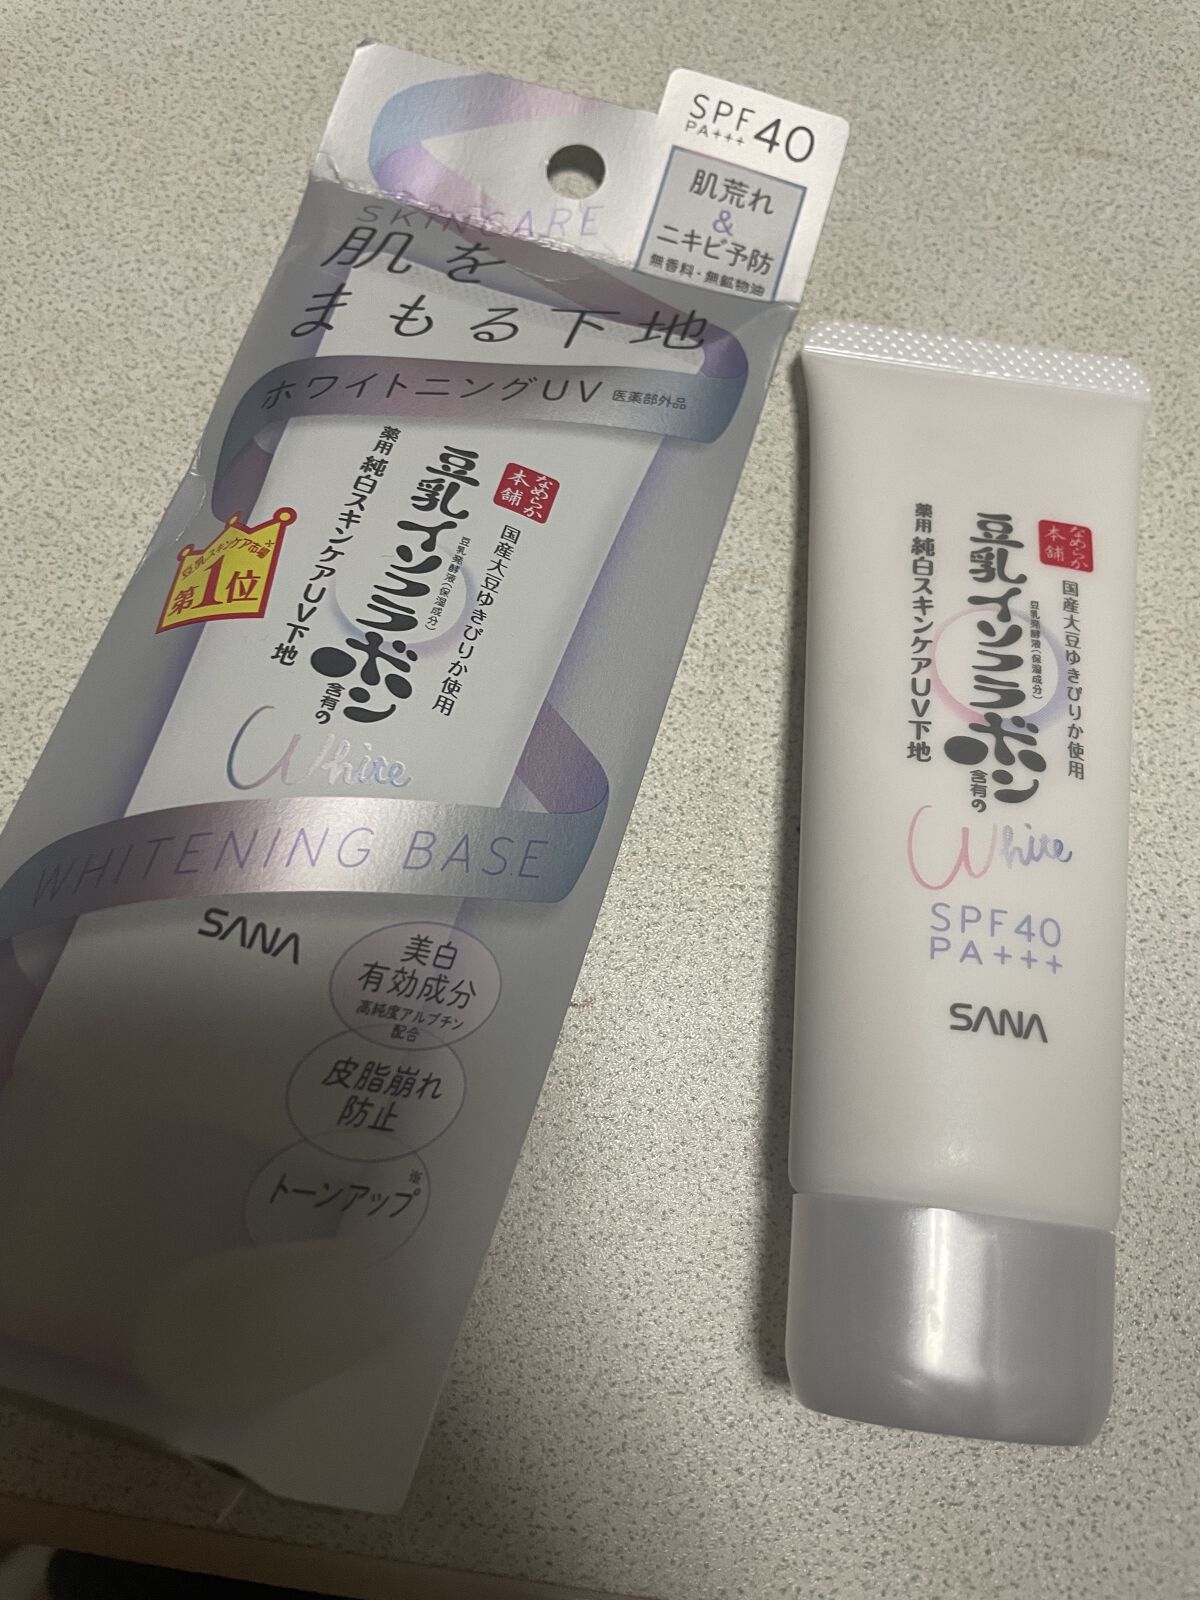 SPF40
PA+++
肌荒れ
&
ニキビ予防
無香料・無鉱物油
SKINCARE
肌を
まもる下地
ホワイトニングUV 医薬部外品
なめらか
本舗
国産大豆ゆきぴりか使用
豆乳発酵液(保湿成分)
豆乳イソフラボン含有の
薬用 純白スキンケアUV下地
スキンケア市場※
第1位
White
WHITENING BASE
SANA
美白
有効成分
高純度アルブチン
配合
皮脂崩れ
防止
トーンアップ※
なめらか
本舗
国産大豆ゆきぴりか使用
豆乳発酵液(保湿成分)
豆乳イソフラボン含有の
薬用 純白スキンケアUV下地
White
SPF40
PA+++
SANA